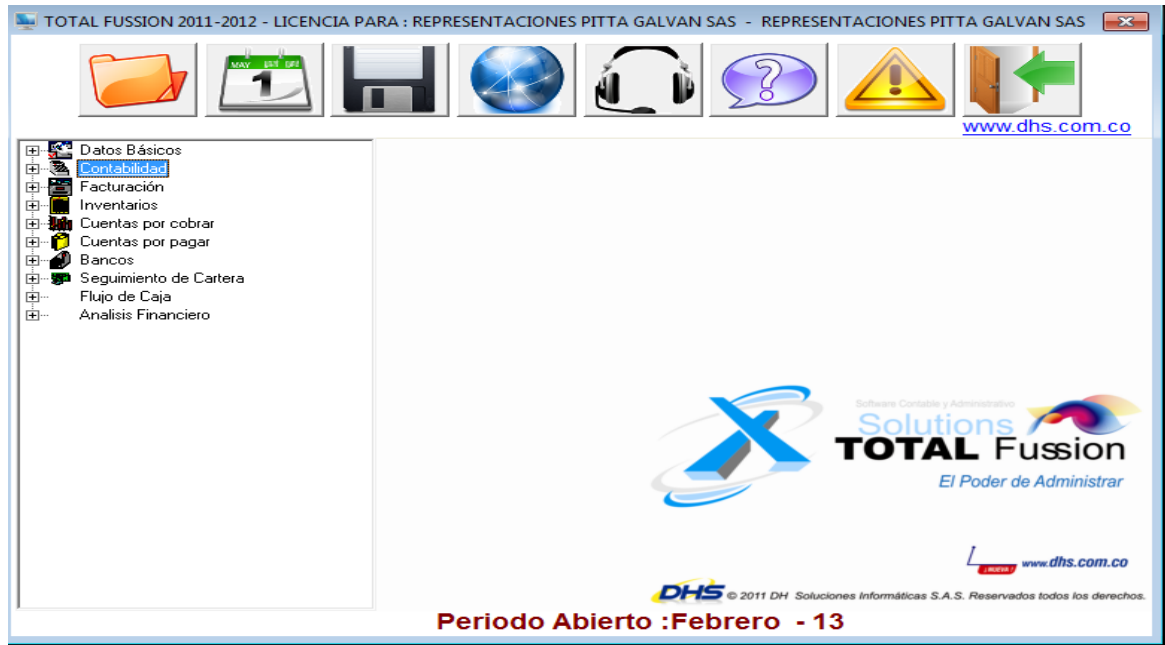 TOTAL FUSSION 2011-2012 - LICENCIA PARA : REPRESENTACIONES PITTA GALVAN SAS - REPRESENTACIONES PITTA GALVAN SAS
MAY
1
?
!
www.dhs.com.co
Datos Básicos
Contabilidad
Facturación
Inventarios
Cuentas por cobrar
Cuentas por pagar
Bancos
Seguimiento de Cartera
Flujo de Caja
Analisis Financiero
Software Contable y Administrativo
Solutions
TOTAL Fussion
El Poder de Administrar
www.dhs.com.co
DHS © 2011 DH Soluciones Informáticas S.A.S. Reservados todos los derechos.
Periodo Abierto :Febrero - 13